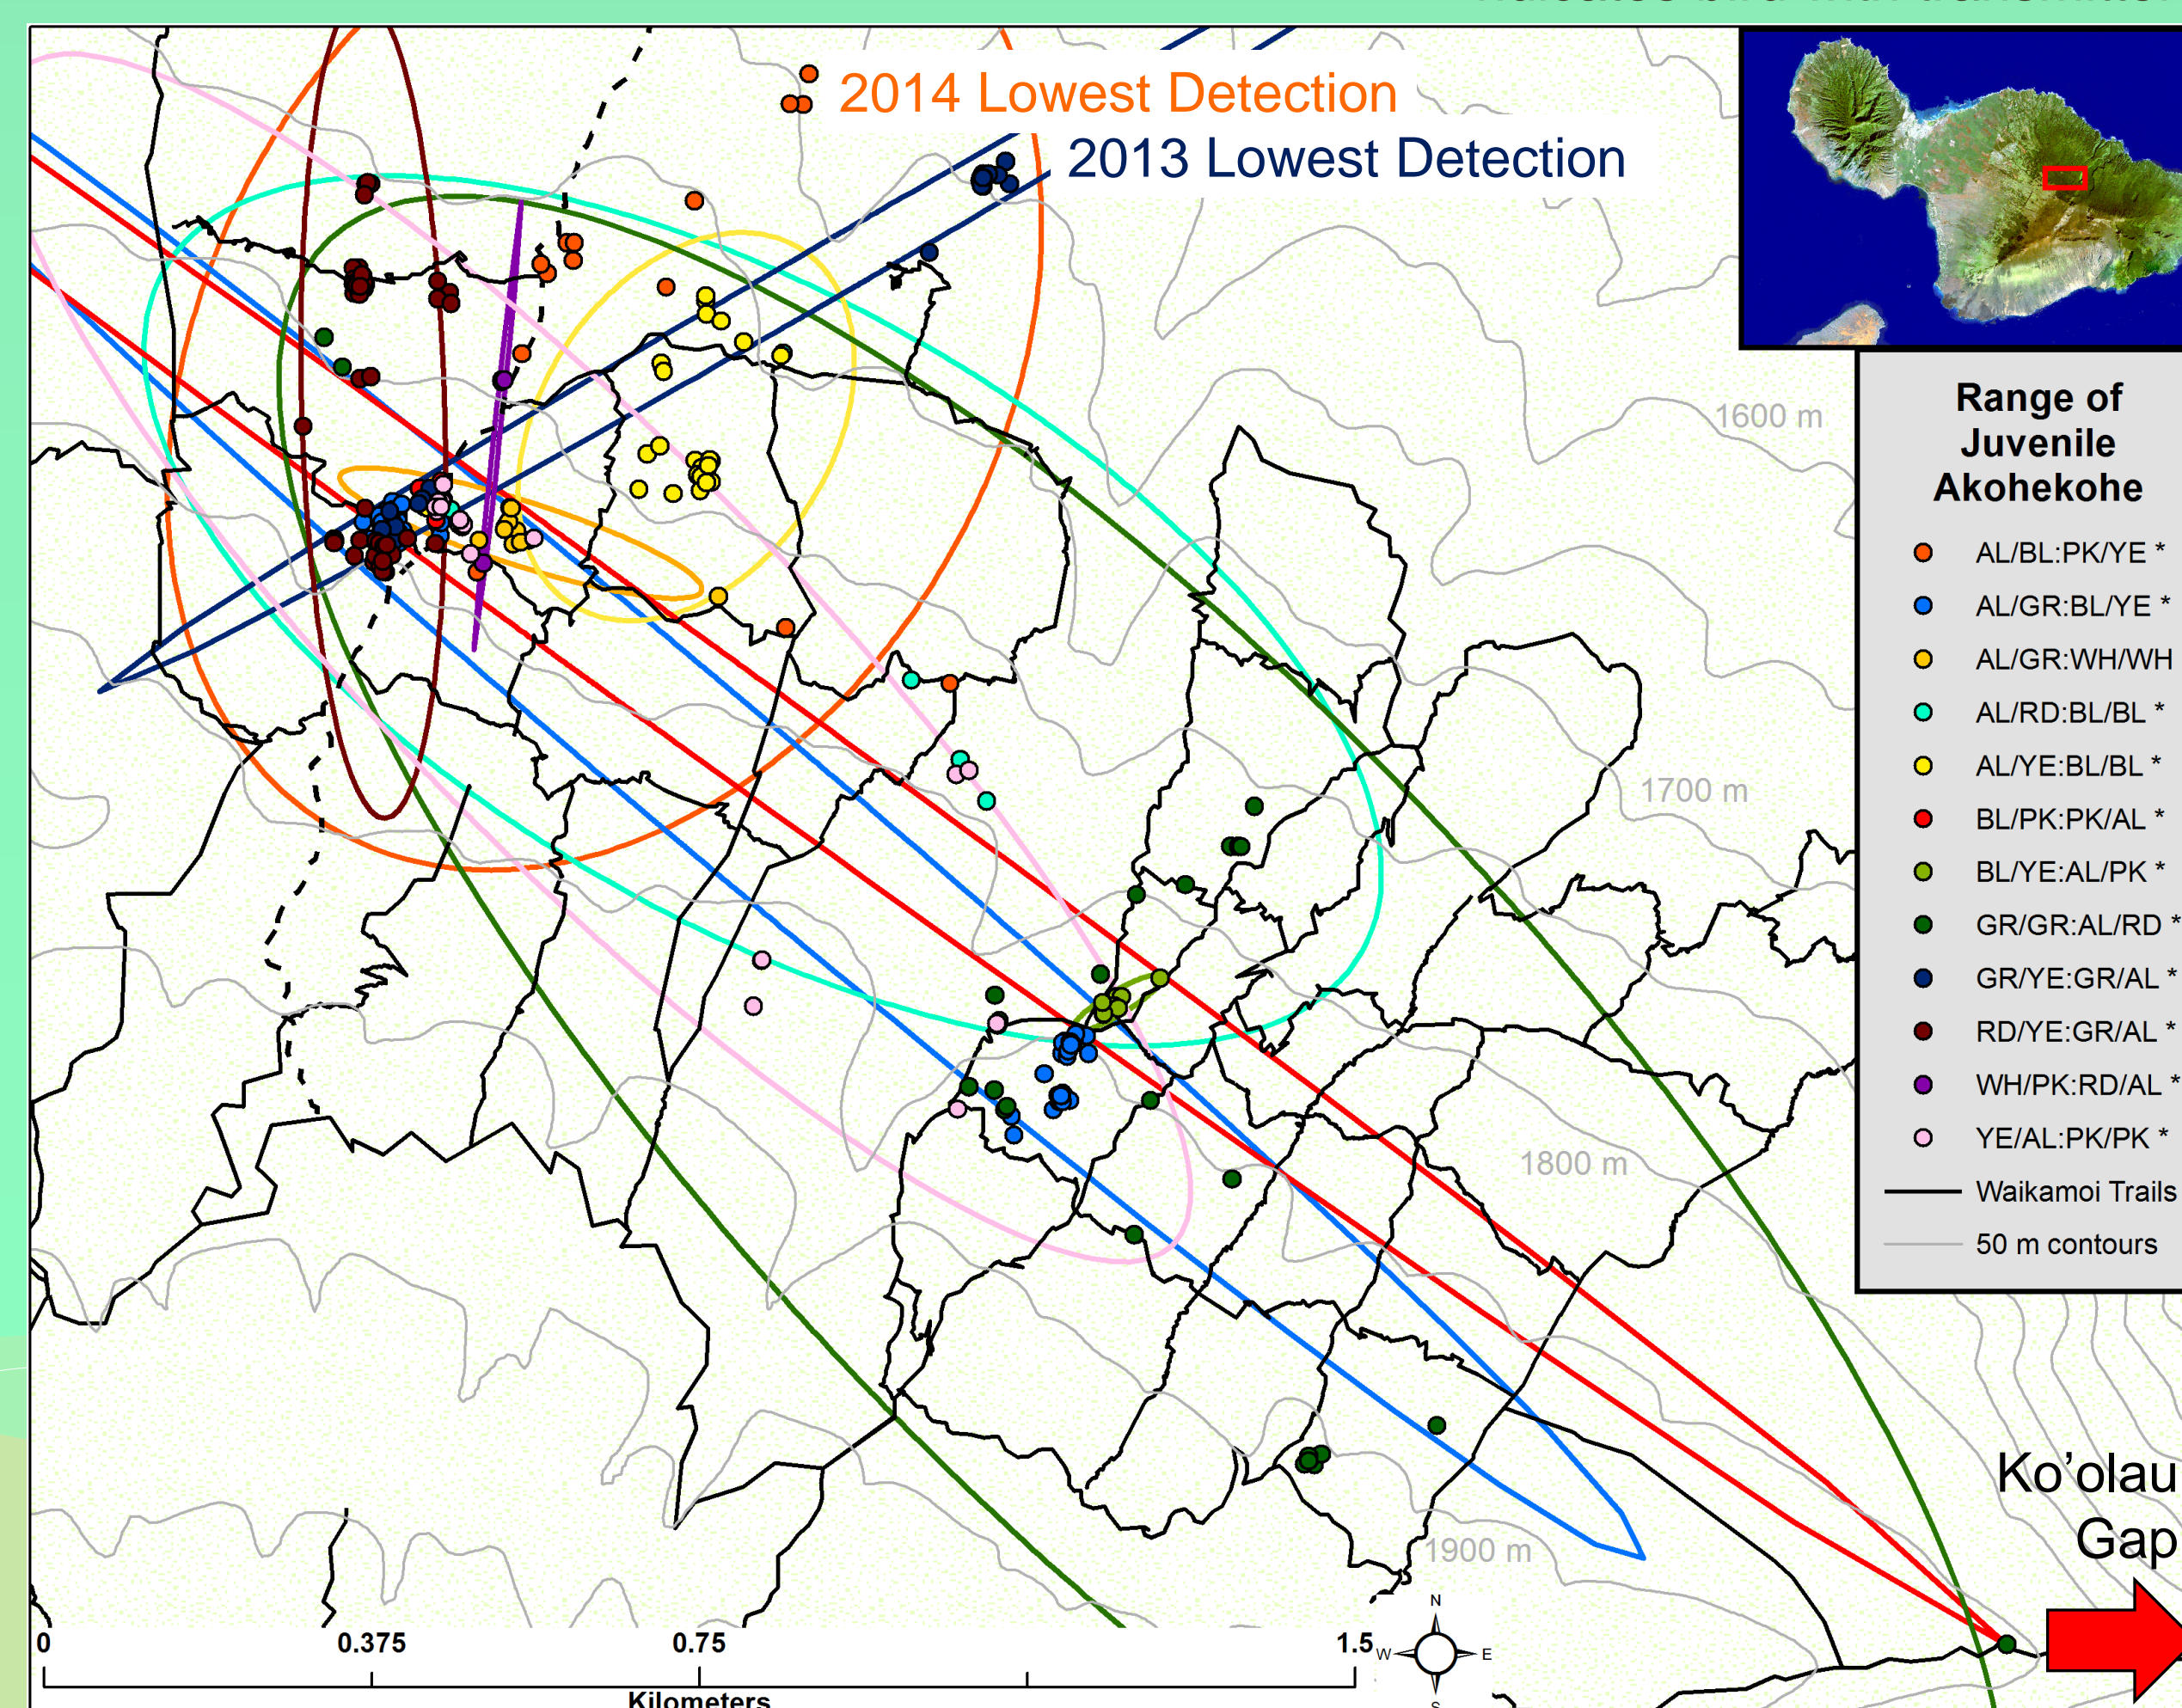 2014 Lowest Detection
2013 Lowest Detection
1600 m
1700 m
1800 m
1900 m
Range of
Juvenile
Akohekohe
AL/BL:PK/YE *
AL/GR:BL/YE *
AL/GR:WH/WH
AL/RD:BL/BL *
AL/YE:BL/BL *
BL/PK:PK/AL *
BL/YE:AL/PK *
GR/GR:AL/RD *
GR/YE:GR/AL *
RD/YE:GR/AL *
WH/PK:RD/AL *
YE/AL:PK/PK *
Waikamoi Trails
50 m contours
Ko’olau
Gap
0 0.375 0.75 1.5
Kilometers
N
W E
S